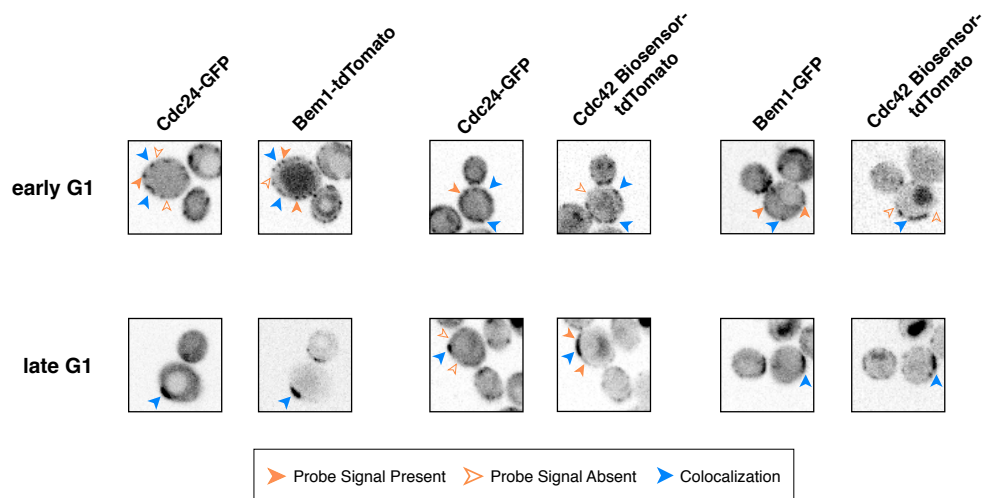 Cdc24-GFP
Bem1-tdTomato
Cdc24-GFP
Cdc42 Biosensor-
tdTomato
Bem1-GFP
Cdc42 Biosensor-
tdTomato
early G1
late G1
Probe Signal Present
Probe Signal Absent
Colocalization